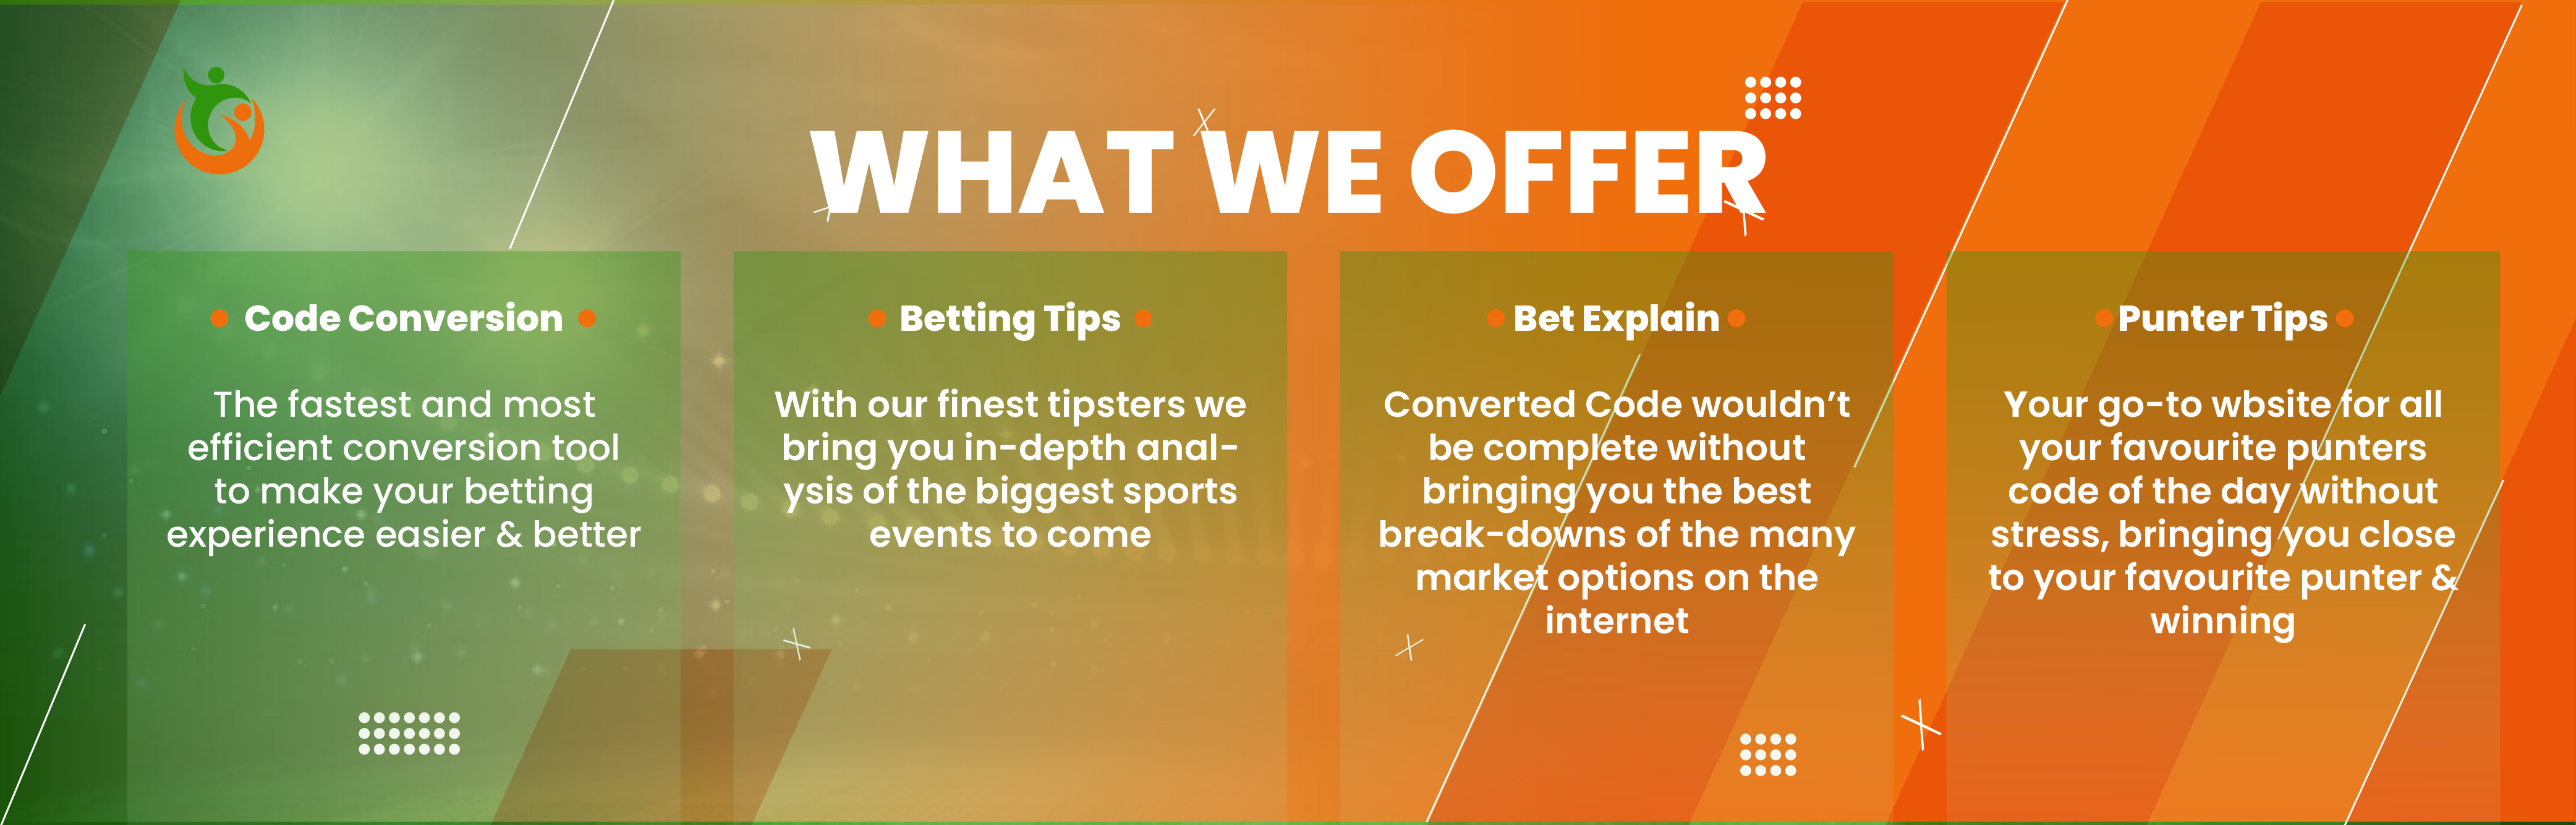 WHAT WE OFFER
Code Conversion
The fastest and most
efficient conversion tool
to make your betting
experience easier & better
Betting Tips
With our finest tipsters we
bring you in-depth anal-
ysis of the biggest sports
events to come
Bet Explain
Converted Code wouldn’t
be complete without
bringing you the best
break-downs of the many
market options on the
internet
Punter Tips
Your go-to wbsite for all
your favourite punters
code of the day without
stress, bringing you close
to your favourite punter &
winning